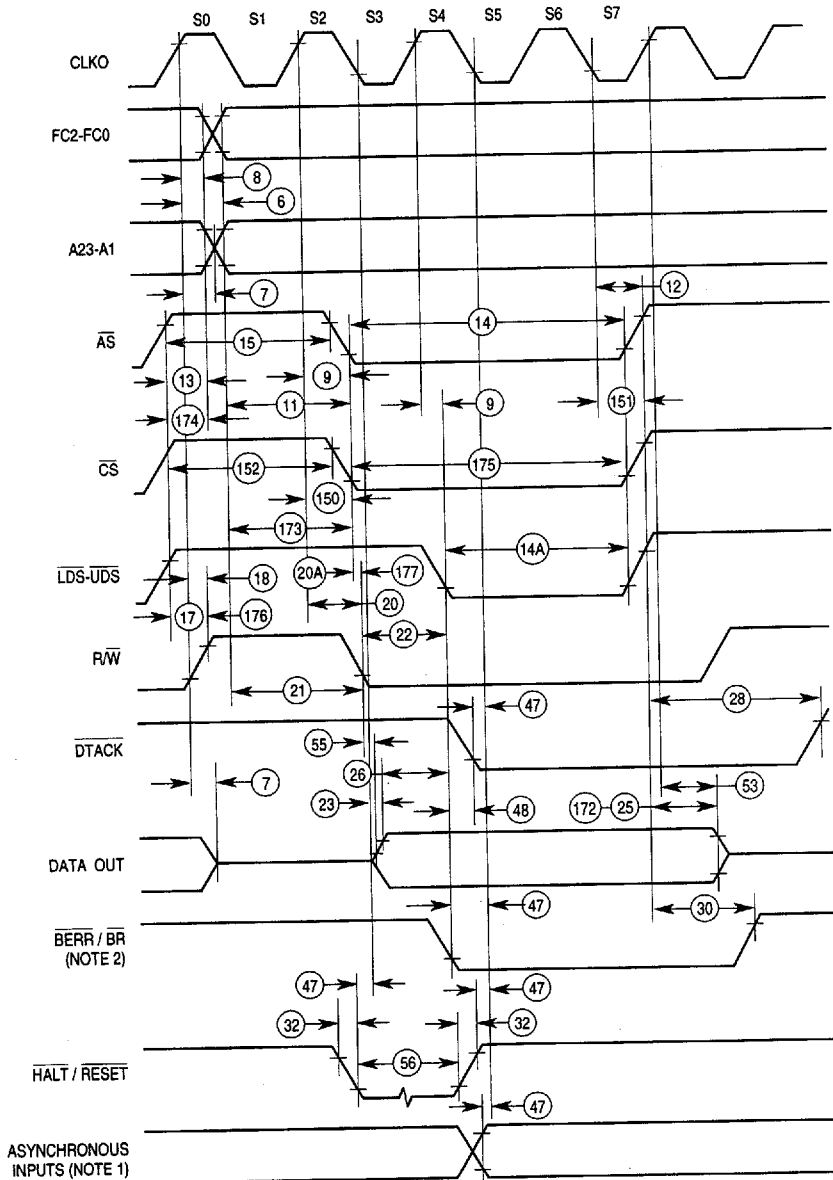 S0 S1 S2 S3 S4 S5 S6 S7
CLKO
FC2-FC0
8
6
A23-A1
7
12
AS
15
14
13
9
11
9
151
174
CS
152
175
150
173
14A
LDS-UDS
18
20A
177
17
176
20
22
R/W
21
28
47
DTACK
55
26
7
23
48
172
25
53
DATA OUT
47
30
BERR / BR
(NOTE 2)
47
47
32
32
HALT / RESET
56
47
ASYNCHRONOUS
INPUTS (NOTE 1)